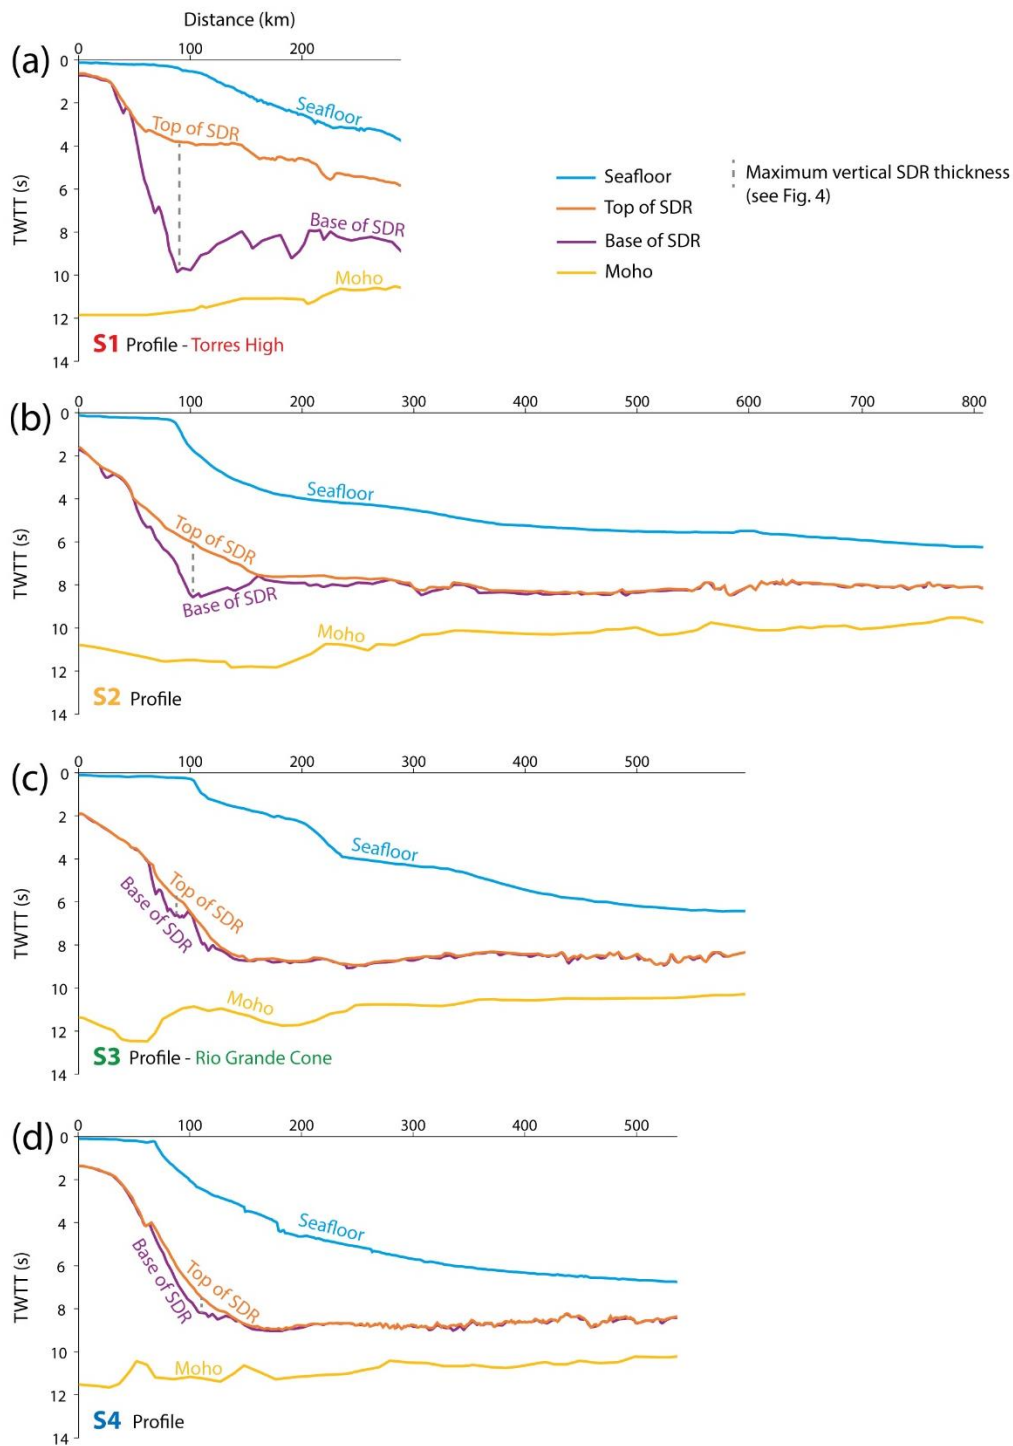 Distance (km)
(a)
0 100 200
0
2
4
6
8
10
12
14
TWTT (s)
Seafloor
Top of SDR
Base of SDR
Moho
S1 Profile - Torres High
Seafloor
Top of SDR
Base of SDR
Moho
Maximum vertical SDR thickness
(see Fig. 4)
(b)
0 100 200 300 400 500 600 700 800
0
2
4
6
8
10
12
14
TWTT (s)
Seafloor
Top of SDR
Base of SDR
Moho
S2 Profile
(c)
0 100 200 300 400 500
0
2
4
6
8
10
12
14
TWTT (s)
Seafloor
Top of SDR
Base of SDR
Moho
S3 Profile - Rio Grande Cone
(d)
0 100 200 300 400 500
0
2
4
6
8
10
12
14
TWTT (s)
Seafloor
Top of SDR
Base of SDR
Moho
S4 Profile